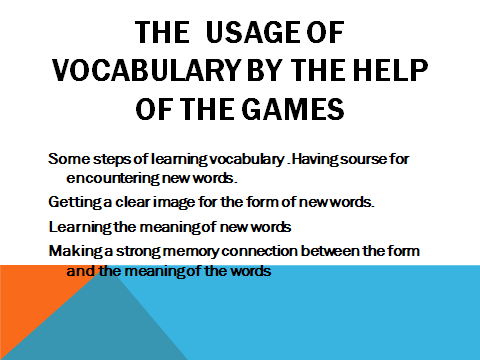 THE USAGE OF
VOCABULARY BY THE HELP
OF THE GAMES
Some steps of learning vocabulary .Having sourse for
encountering new words.
Getting a clear image for the form of new words.
Learning the meaning of new words
Making a strong memory connection between the form
and the meaning of the words